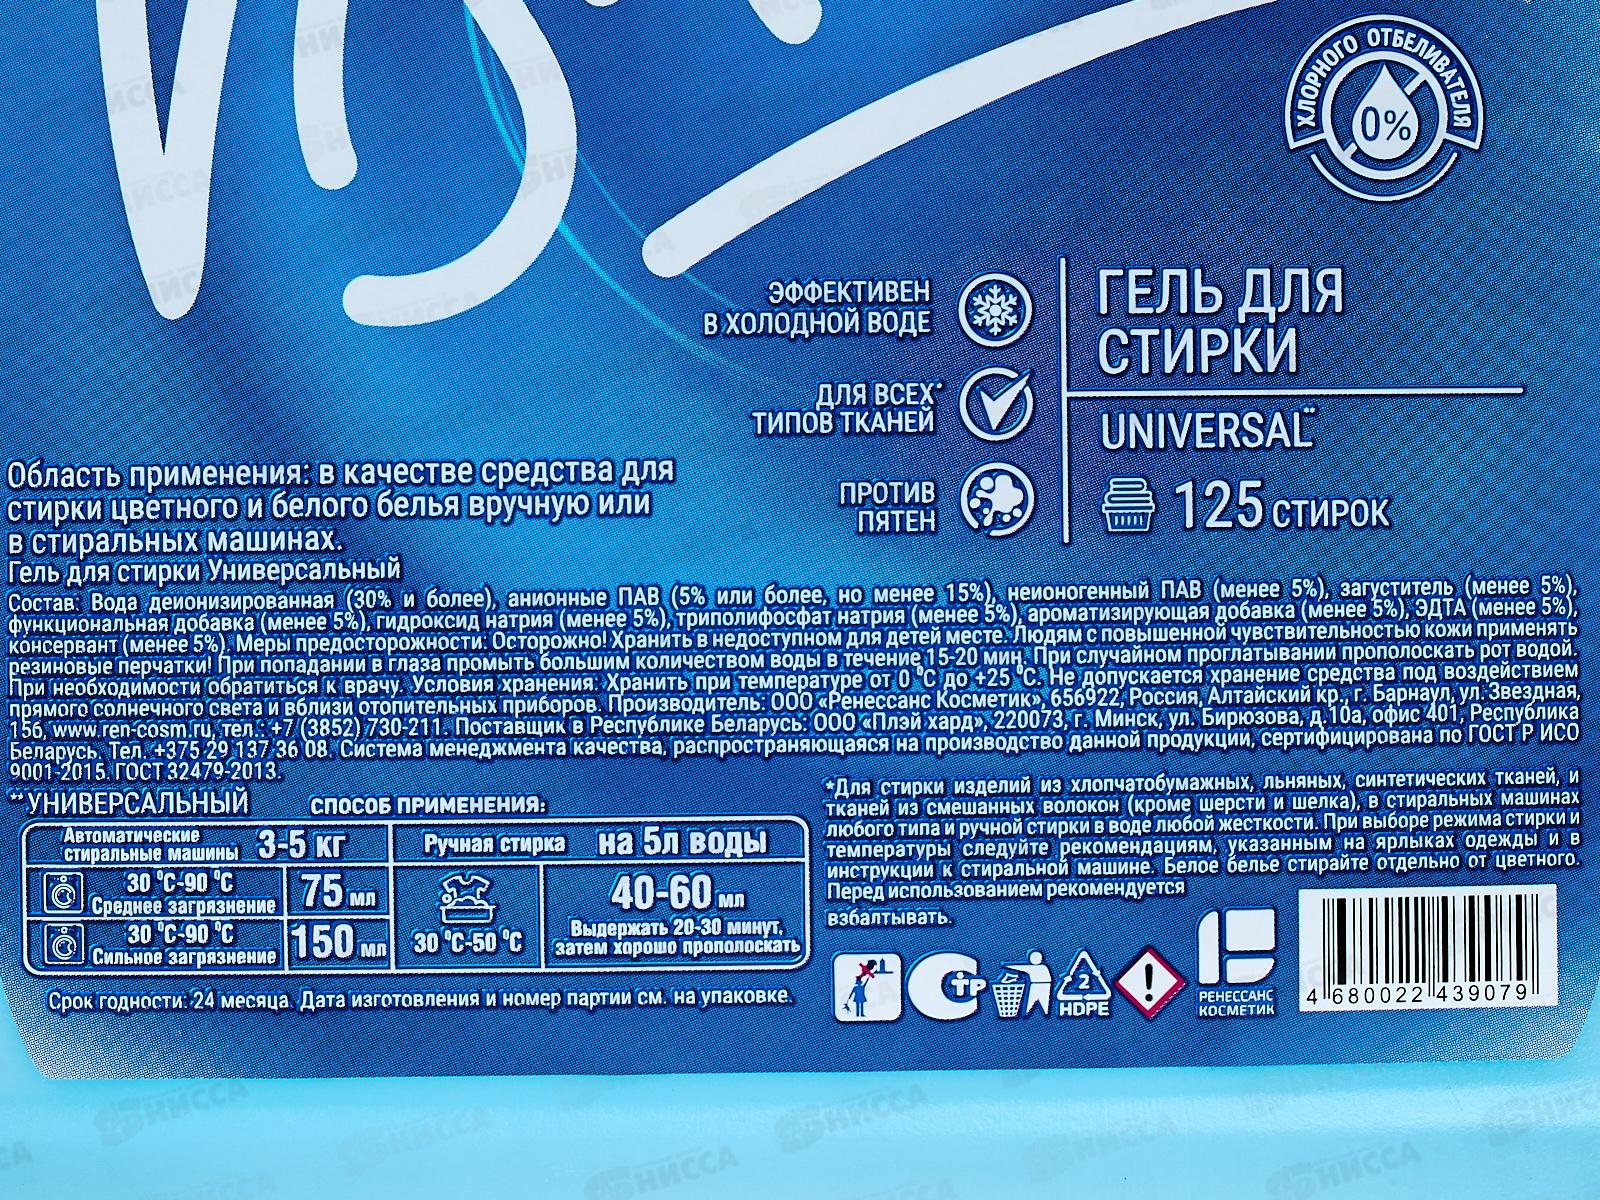 ХЛОРНОГО ОТБЕЛИВАТЕЛЯ
0%
ЭФФЕКТИВЕН
В ХОЛОДНОЙ ВОДЕ
ДЛЯ ВСЕХ*
ТИПОВ ТКАНЕЙ
ПРОТИВ
ПЯТЕН
ГЕЛЬ ДЛЯ
СТИРКИ
UNIVERSAL**
125 СТИРОК
Область применения: в качестве средства для
стирки цветного и белого белья вручную или
в стиральных машинах.
Гель для стирки Универсальный
Состав: Вода деионизированная (30% и более), анионные ПАВ (5% или более, но менее 15%), неионогенный ПАВ (менее 5%), загуститель (менее 5%),
функциональная добавка (менее 5%), гидроксид натрия (менее 5%), триполифосфат натрия (менее 5%), ароматизирующая добавка (менее 5%), ЭДТА (менее 5%),
консервант (менее 5%). Меры предосторожности: Осторожно! Хранить в недоступном для детей месте. Людям с повышенной чувствительностью кожи применять
резиновые перчатки! При попадании в глаза промыть большим количеством воды в течение 15-20 мин. При случайном проглатывании прополоскать рот водой.
При необходимости обратиться к врачу. Условия хранения: Хранить при температуре от 0 °С до +25 °С. Не допускается хранение средства под воздействием
прямого солнечного света и вблизи отопительных приборов. Производитель: ООО «Ренессанс Косметик», 656922, Россия, Алтайский кр., г. Барнаул, ул. Звездная,
15б, www.ren-cosm.ru, тел.: +7 (3852) 730-211. Поставщик в Республике Беларусь: ООО «Плэй хард», 220073, г. Минск, ул. Бирюзова, д.10а, офис 401, Республика
Беларусь. Тел. +375 29 137 36 08. Система менеджмента качества, распространяющаяся на производство данной продукции, сертифицирована по ГОСТ Р ИСО
9001-2015. ГОСТ 32479-2013.
**УНИВЕРСАЛЬНЫЙ СПОСОБ ПРИМЕНЕНИЯ:
Автоматические
стиральные машины 3-5 кг
Ручная стирка на 5л воды
30 °С-90 °С
Среднее загрязнение 75 мл
30 °С-90 °С
Сильное загрязнение 150 мл
30 °С-50 °С
40-60 мл
Выдержать 20-30 минут,
затем хорошо прополоскать
Срок годности: 24 месяца. Дата изготовления и номер партии см. на упаковке.
*Для стирки изделий из хлопчатобумажных, льняных, синтетических тканей, и
тканей из смешанных волокон (кроме шерсти и шелка), в стиральных машинах
любого типа и ручной стирки в воде любой жесткости. При выборе режима стирки и
температуры следуйте рекомендациям, указанным на ярлыках одежды и в
инструкции к стиральной машине. Белое белье стирайте отдельно от цветного.
Перед использованием рекомендуется
взбалтывать.
СТР
2
HDPE
РЕНЕССАНС
КОСМЕТИК
4 680022 439079
НИССА